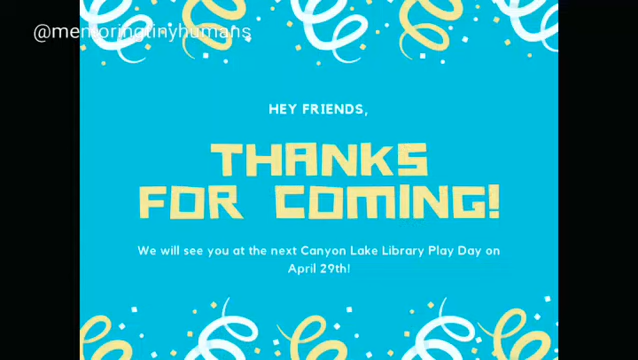 @mentoringtinyhumans
HEY FRIENDS,
THANKS
FOR COMING!
We will see you at the next Canyon Lake Library Play Day on
April 29th!